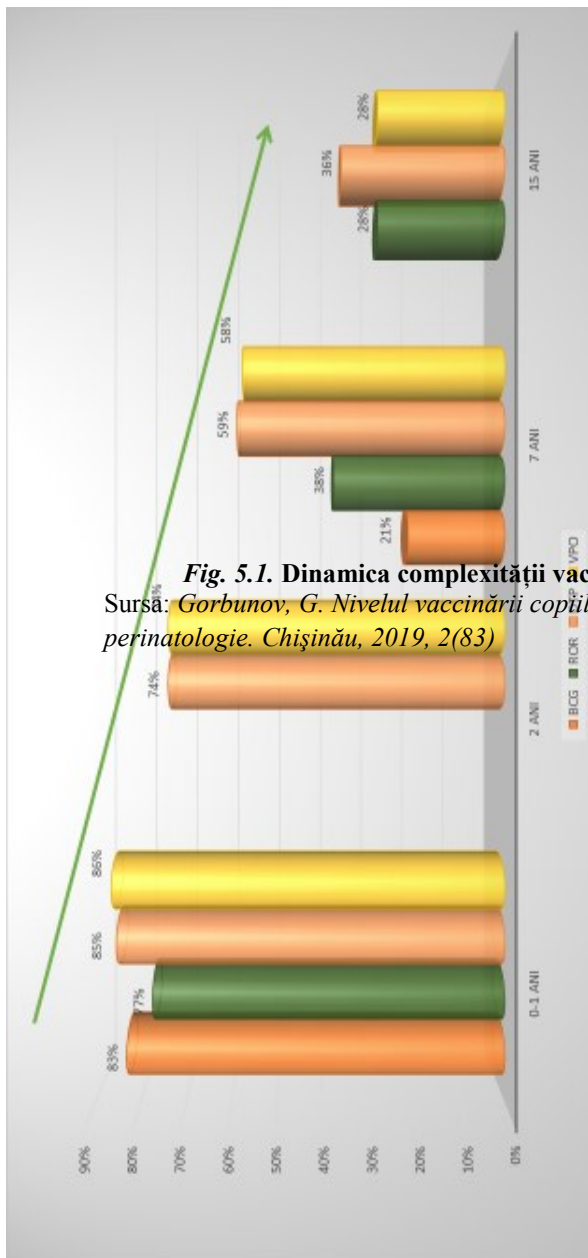 90%
80%
70%
60%
50%
40%
30%
20%
10%
0%
83%
77%
85%
86%
74%
21%
38%
59%
58%
28%
36%
28%
0-1 ANI
2 ANI
7 ANI
15 ANI
BCG ROR VPO
Fig. 5.1. Dinamica complexității vac
Sursa: Gorbunov, G. Nivelul vaccinării copiil
perinatologie. Chişinău, 2019, 2(83)